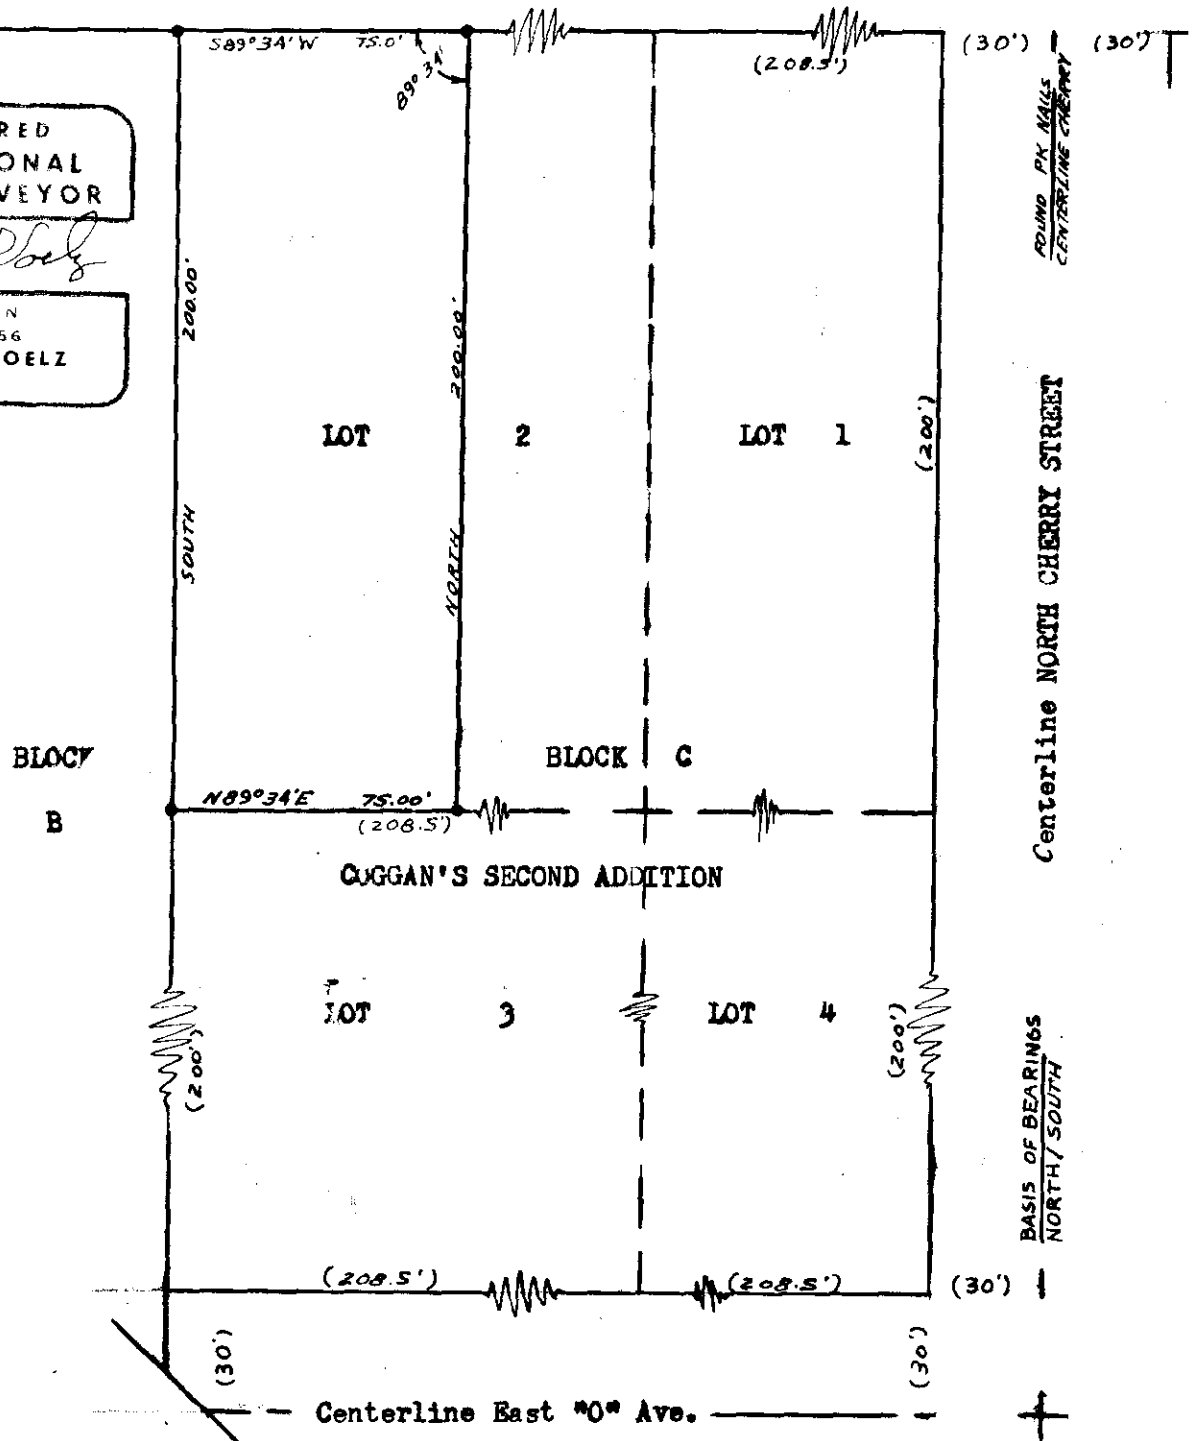 S89°34'W 75.0'
(208.5')
(30')
(30')
89°34'
FOUND PK NAILS
CENTERLINE CHERRY
RED
ONAL
VEYOR
N
56
OELZ
200.00'
200.00'
LOT 2
LOT 1
(200')
SOUTH
NORTH
Centerline NORTH CHERRY STREET
BLOCK
B
BLOCK C
N89°34'E 75.00'
(208.5')
COGGAN'S SECOND ADDITION
LOT 3
LOT 4
(200')
(200')
BASIS OF BEARINGS
NORTH/SOUTH
(208.5')
(208.5')
(30')
(30')
(30')
Centerline East "O" Ave.